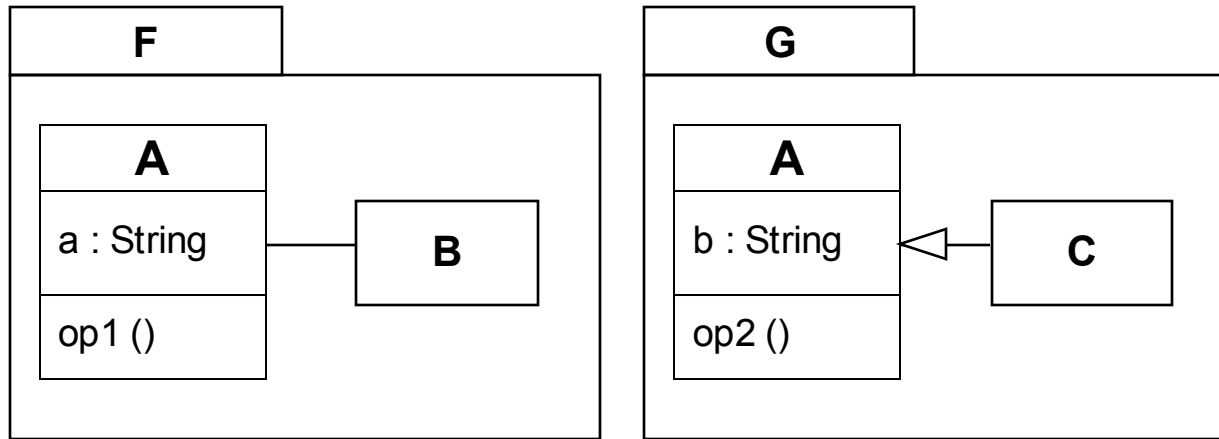 F
A
a : String
op1 ()
B
G
A
b : String
op2 ()
C